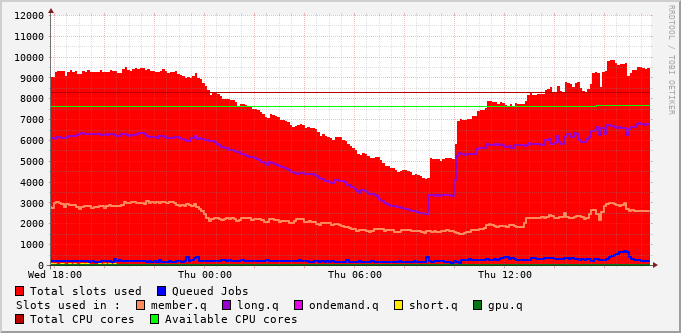 12000
11000
10000
9000
8000
7000
6000
5000
4000
3000
2000
1000
0
Wed 18:00 Thu 00:00 Thu 06:00 Thu 12:00
RRDTOOL / TOBI OETIKER
Total slots used Queued Jobs
Slots used in : member.q long.q ondemand.q short.q gpu.q
Total CPU cores Available CPU cores